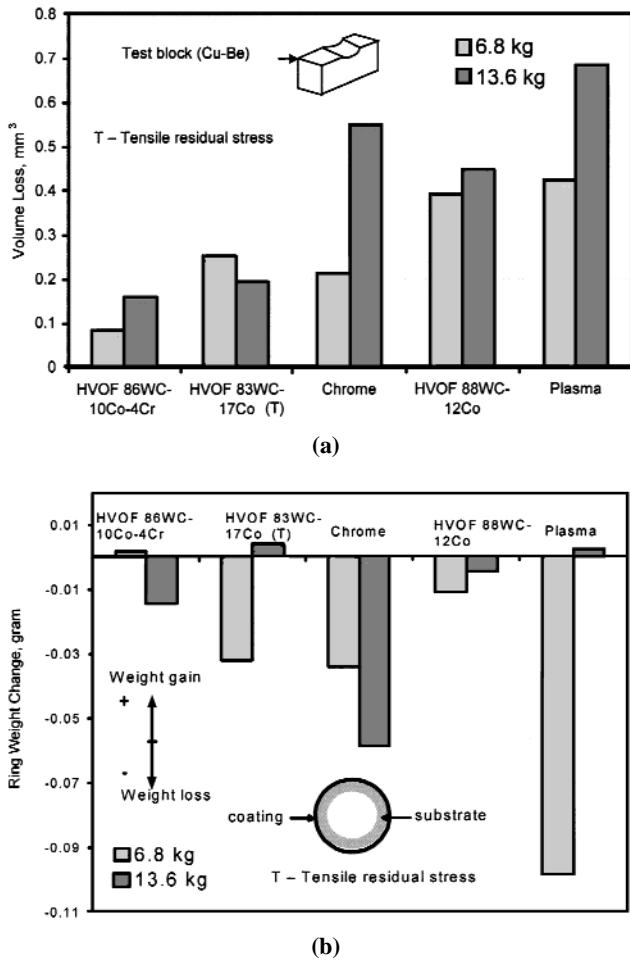 0.8
0.7
0.6
0.5
0.4
0.3
0.2
0.1
0
Volume Loss, mm3
Test block (Cu-Be)
T – Tensile residual stress
6.8 kg
13.6 kg
HVOF 86WC-
10Co-4Cr
HVOF 83WC-
17Co (T)
Chrome
HVOF 88WC-
12Co
Plasma
(a)
0.01
-0.01
-0.03
-0.05
-0.07
-0.09
-0.11
Ring Weight Change, gram
HVOF 86WC-
10Co-4Cr
HVOF 83WC-
17Co (T)
Chrome
HVOF 88WC-
12Co
Plasma
Weight gain
+
-
Weight loss
coating
substrate
6.8 kg
13.6 kg
T – Tensile residual stress
(b)